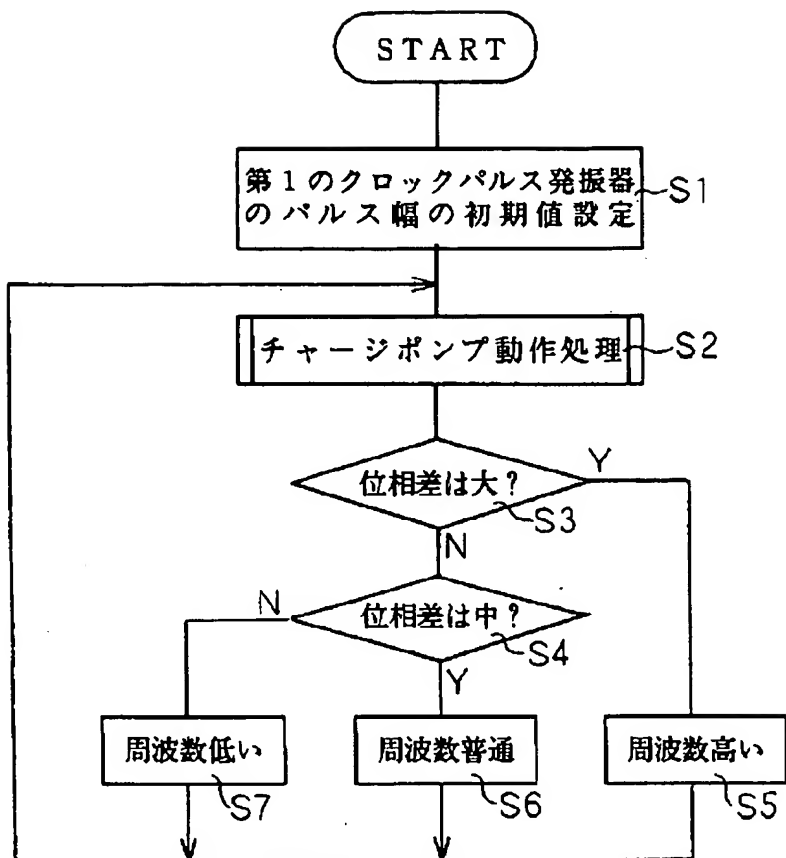 START
第1のクロックパルス発振器
のパルス幅の初期値設定
S1
チャージポンプ動作処理
S2
位相差は大?
Y
S3
N
位相差は中?
N
S4
Y
周波数低い
周波数普通
周波数高い
S7
S6
S5